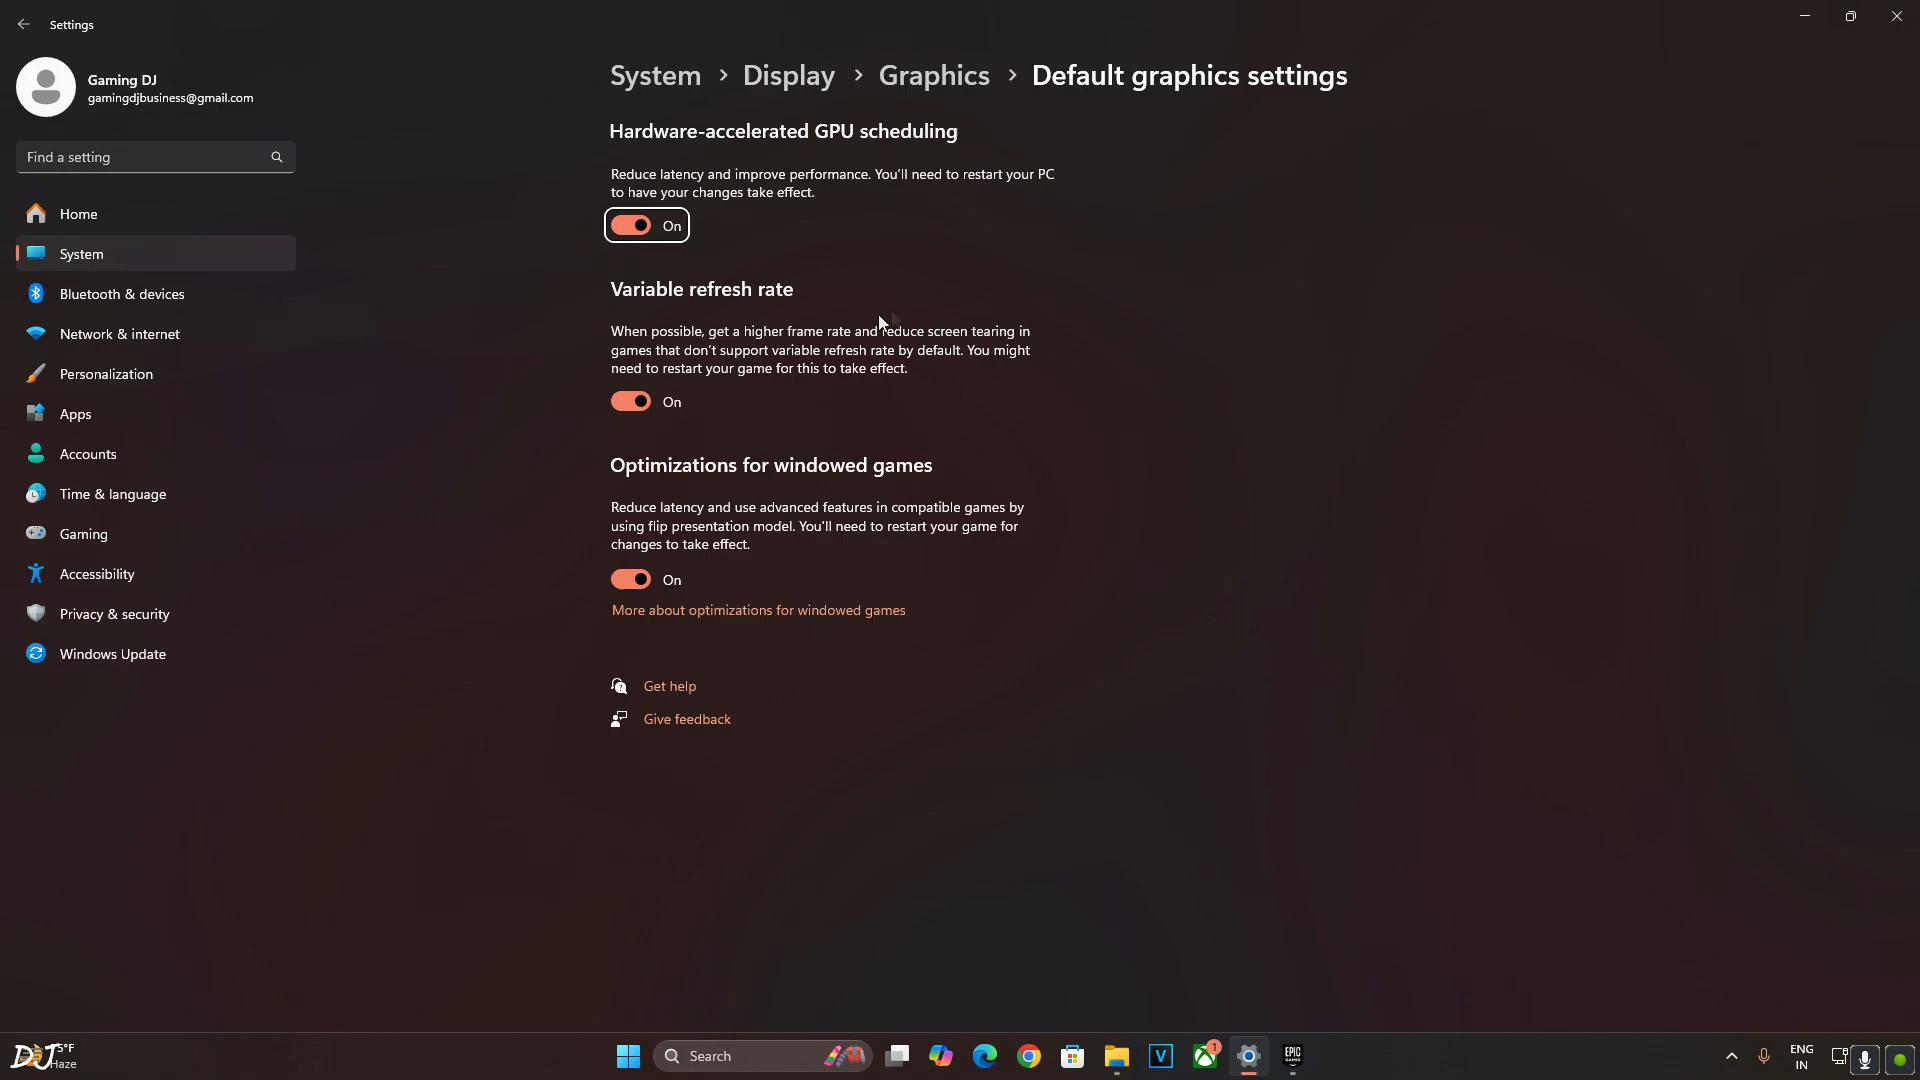 Settings
Gaming DJ
gamingdjbusiness@gmail.com
Find a setting
Home
System
Bluetooth & devices
Network & internet
Personalization
Apps
Accounts
Time & language
Gaming
Accessibility
Privacy & security
Windows Update
System > Display > Graphics > Default graphics settings
Hardware-accelerated GPU scheduling
Reduce latency and improve performance. You'll need to restart your PC
to have your changes take effect.
On
Variable refresh rate
When possible, get a higher frame rate and reduce screen tearing in
games that don't support variable refresh rate by default. You might
need to restart your game for this to take effect.
On
Optimizations for windowed games
Reduce latency and use advanced features in compatible games by
using flip presentation model. You'll need to restart your game for
changes to take effect.
On
More about optimizations for windowed games
Get help
Give feedback
DJ
Haze
Search
V
1
EPIC
GAMES
ENG
IN